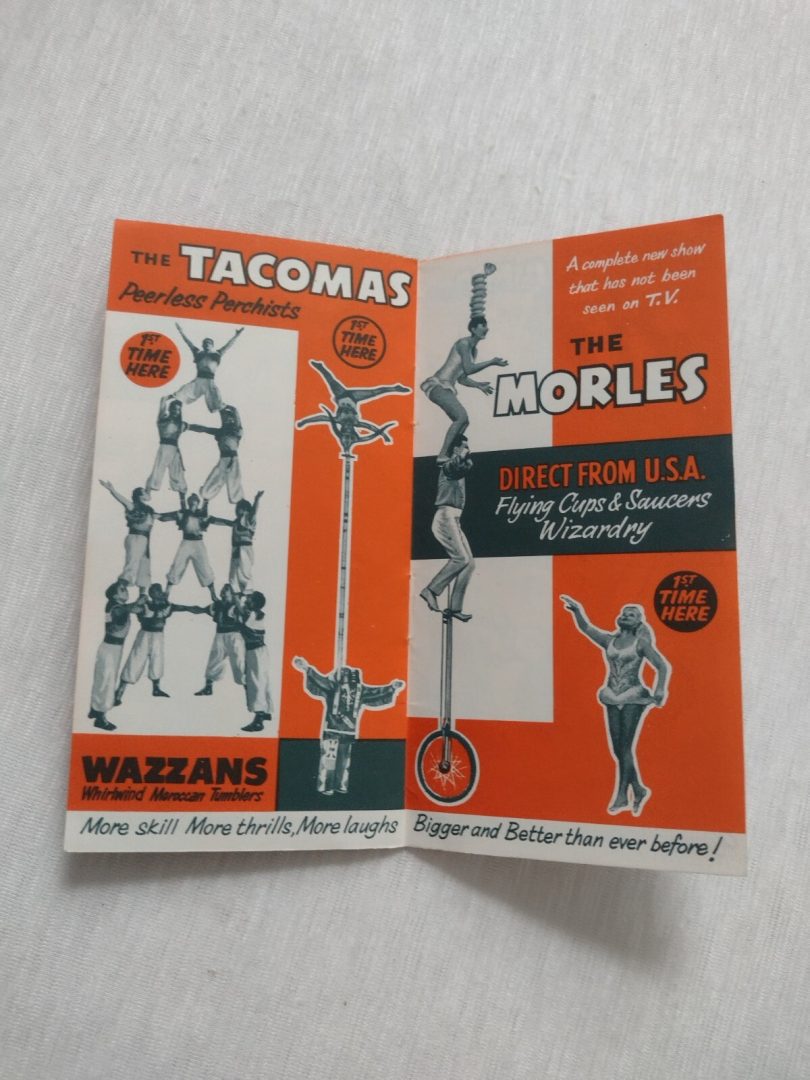 THE TACOMAS
Peerless Perchists
1ST
TIME
HERE
1ST
TIME
HERE
WAZZANS
Whirlwind Moroccan Tumblers
More skill More thrills, More laughs
A complete new show
that has not been
seen on T.V.
THE
MORLES
DIRECT FROM U.S.A.
Flying Cups & Saucers
Wizardry
1ST
TIME
HERE
Bigger and Better than ever before!